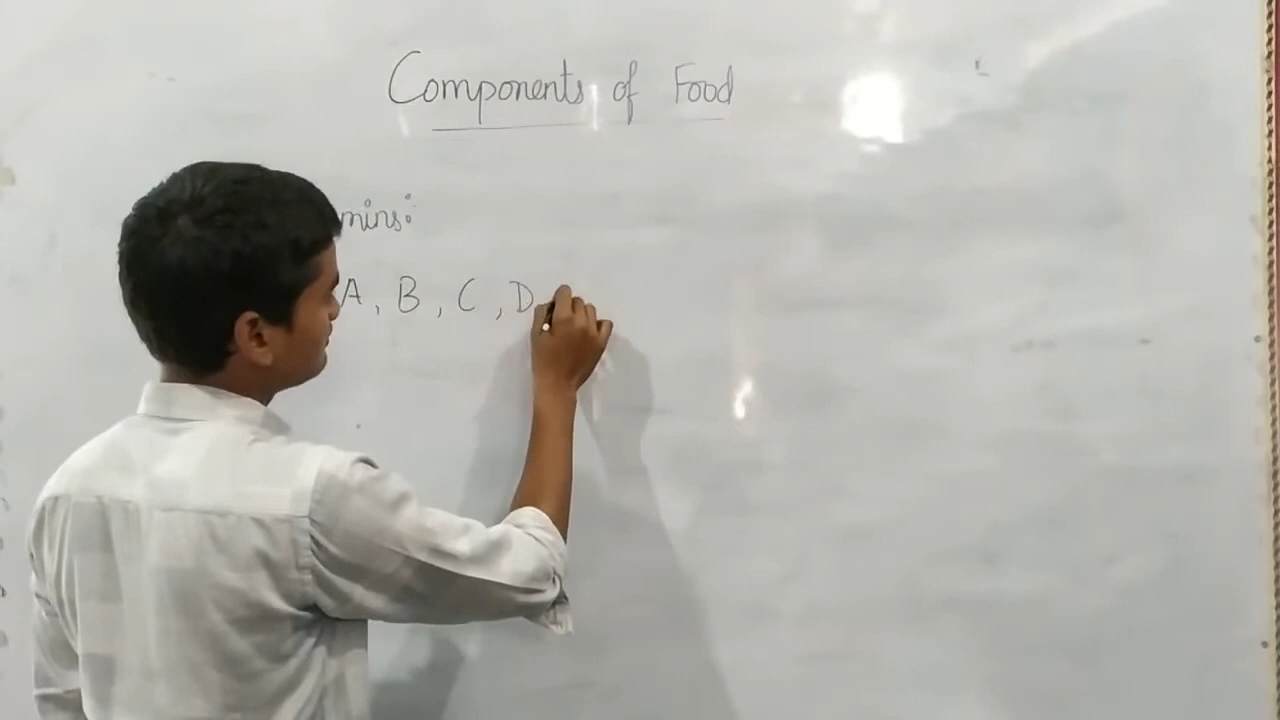 Components of Food
mins:
A, B, C, D